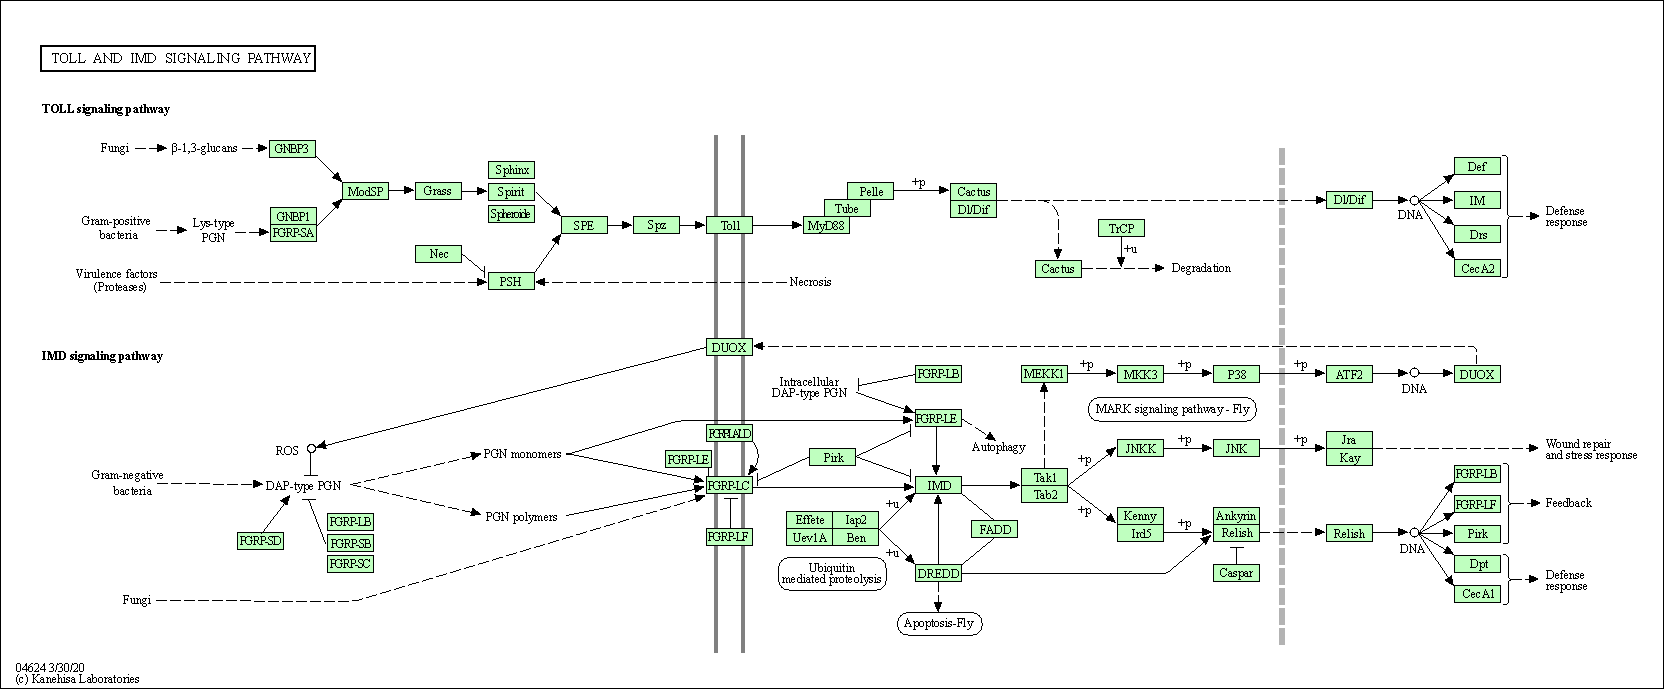 TOLL AND IMD SIGNALING PATHWAY
TOLL signaling pathway
Fungi
β-1,3-glucans
GNBP3
ModSP
Grass
Sphinx
Spirit
Spheroide
Gram-positive
bacteria
Lys-type
PGN
GNBP1
PGRP-SA
SPE
Spz
Toll
MyD88
Tube
Pelle
+p
Cactus
Dl/Dif
Nec
PSH
Virulence factors
(Proteases)
Necrosis
TrCP
+u
Cactus
Degradation
Dl/Dif
DNA
Def
IM
Drs
CecA2
Defense
response
IMD signaling pathway
DUOX
Intracellular
DAP-type PGN
PGRP-LB
PGRP-LE
Autophagy
MEKK1
+p
MKK3
+p
P38
+p
ATF2
DNA
DUOX
MARK signaling pathway - Fly
ROS
Gram-negative
bacteria
DAP-type PGN
PGN monomers
PGN polymers
PGRP-LE
PGRP-LC
PGRP-LF
Pirk
IMD
Tak1
Tab2
+p
+p
JNKK
+p
JNK
+p
Jra
Kay
Wound repair
and stress response
PGRP-SD
PGRP-LB
PGRP-SB
PGRP-SC
Fungi
Effete
Iap2
Uev1A
Ben
+u
+u
Ubiquitin
mediated proteolysis
FADD
DREDD
Apoptosis-Fly
Kenny
Ird5
+p
Ankyrin
Relish
Caspar
Relish
DNA
PGRP-LB
PGRP-LF
Pirk
Feedback
Dpt
CecA1
Defense
response
04624 3/30/20
(c) Kanehisa Laboratories